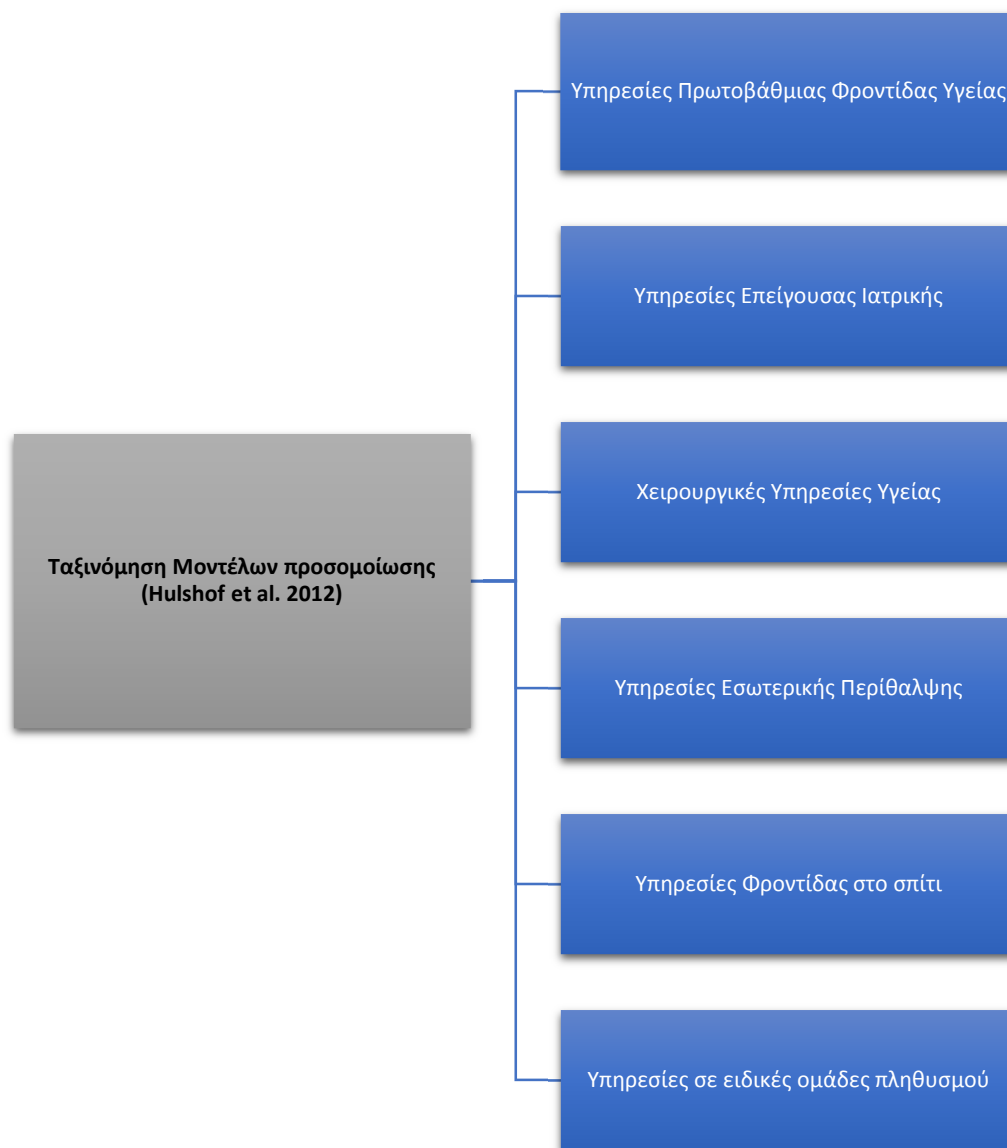 Υπηρεσίες Πρωτοβάθμιας Φροντίδας Υγείας
Υπηρεσίες Επείγουσας Ιατρικής
Χειρουργικές Υπηρεσίες Υγείας
Ταξινόμηση Μοντέλων προσομοίωσης
(Hulshof et al. 2012)
Υπηρεσίες Εσωτερικής Περίθαλψης
Υπηρεσίες Φροντίδας στο σπίτι
Υπηρεσίες σε ειδικές ομάδες πληθυσμού